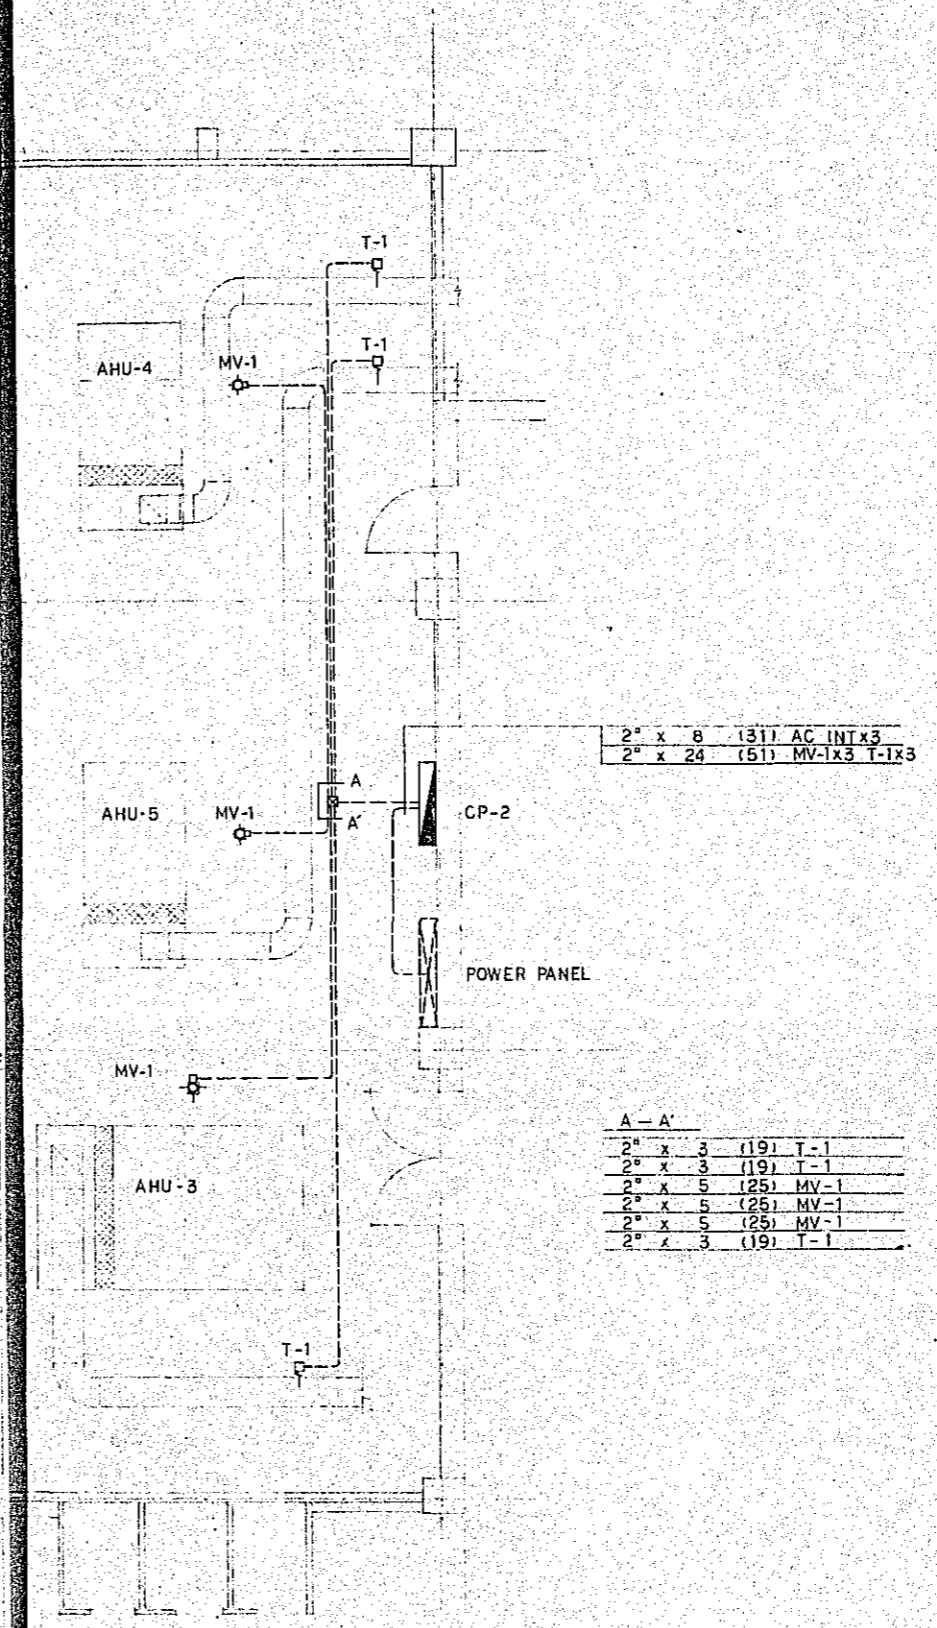 T-1
T-1
AHU-4
MV-1
2° x 8 (31) AC INTx3
2° x 24 (51) MV-1x3 T-1x3
A
AHU-5
MV-1
A'
CP-2
POWER PANEL
MV-1
A - A'
2° x 3 (19) T-1
2° x 3 (19) T-1
2° x 5 (25) MV-1
2° x 5 (25) MV-1
2° x 5 (25) MV-1
2° x 3 (19) T-1
AHU-3
T-1